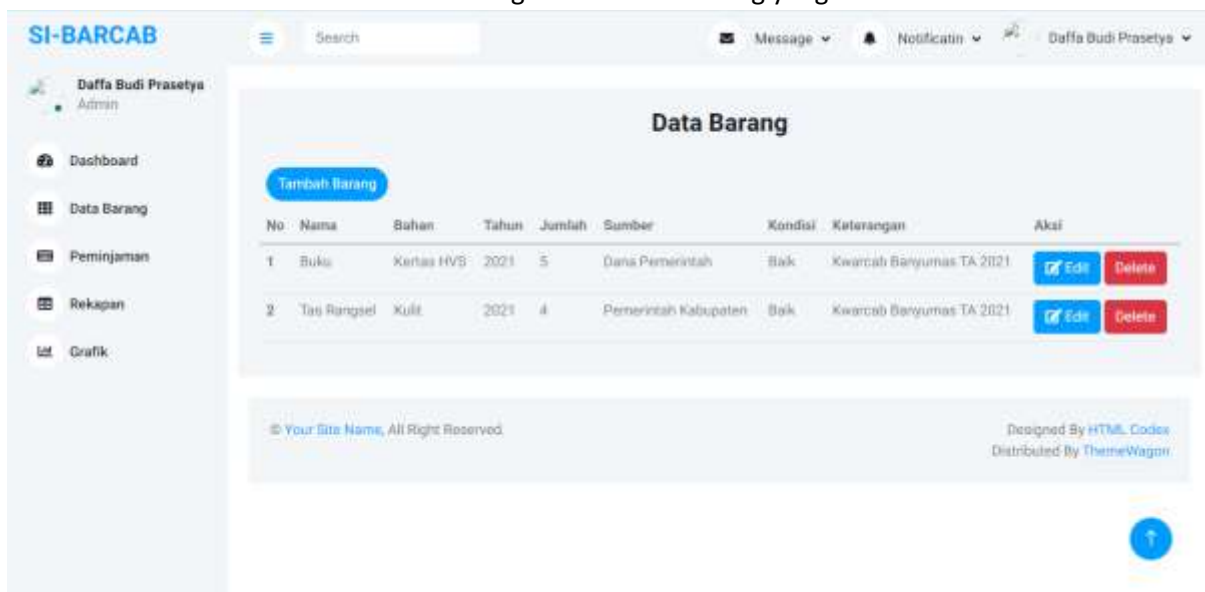 SI-BARCAB
Search
Message
Notificatin
Daffa Budi Prasetya
Daffa Budi Prasetya
Admin
Dashboard
Data Barang
Peminjaman
Rekapan
Grafik
Data Barang
Tambah Barang
No Nama Bahan Tahun Jumlah Sumber Kondisi Keterangan Aksi
1 Buku Kertas HVS 2021 5 Dana Pemerintah Baik Kwarcab Banyumas TA 2021 Edit Delete
2 Tas Rangsel Kulit 2021 4 Pemerintah Kabupaten Baik Kwarcab Banyumas TA 2021 Edit Delete
© Your Site Name, All Right Reserved.
Designed By HTML Codex
Distributed By ThemeWagon